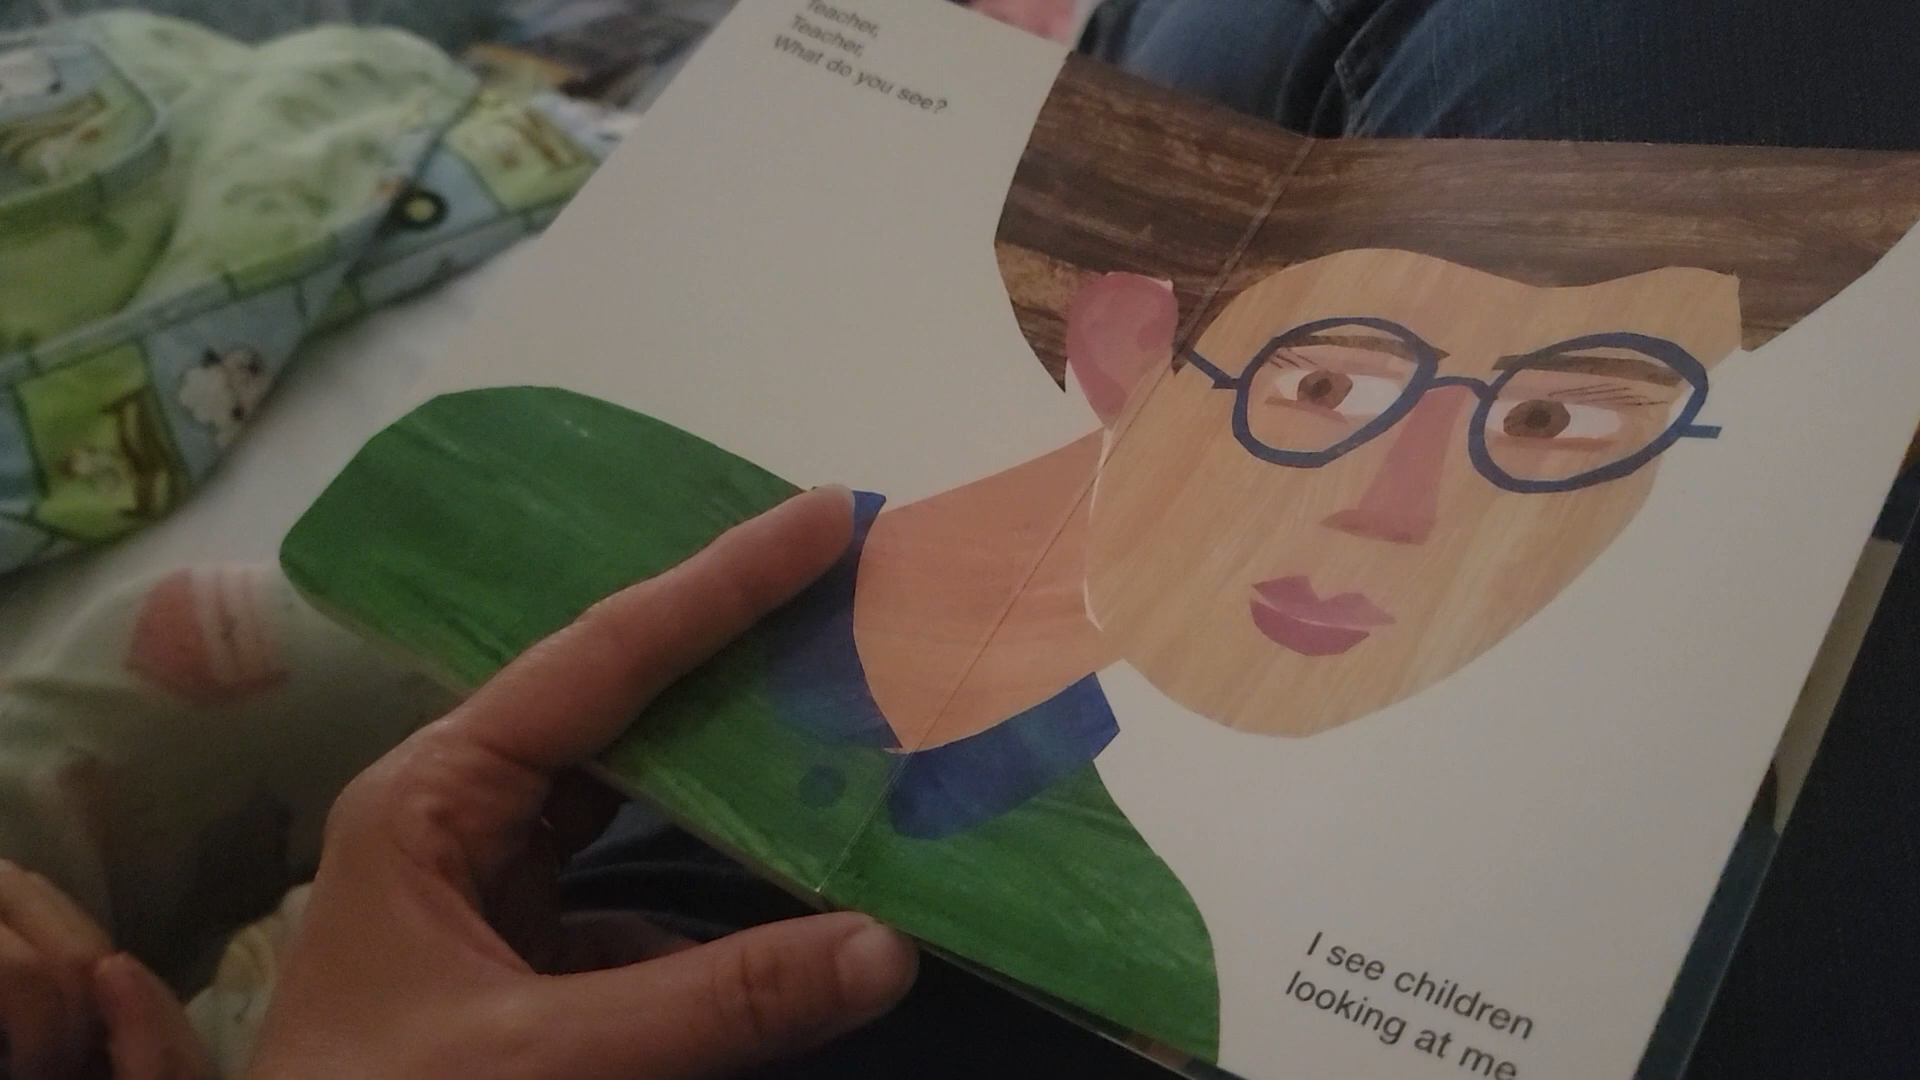 Teacher,
Teacher,
What do you see?
I see children
looking at me